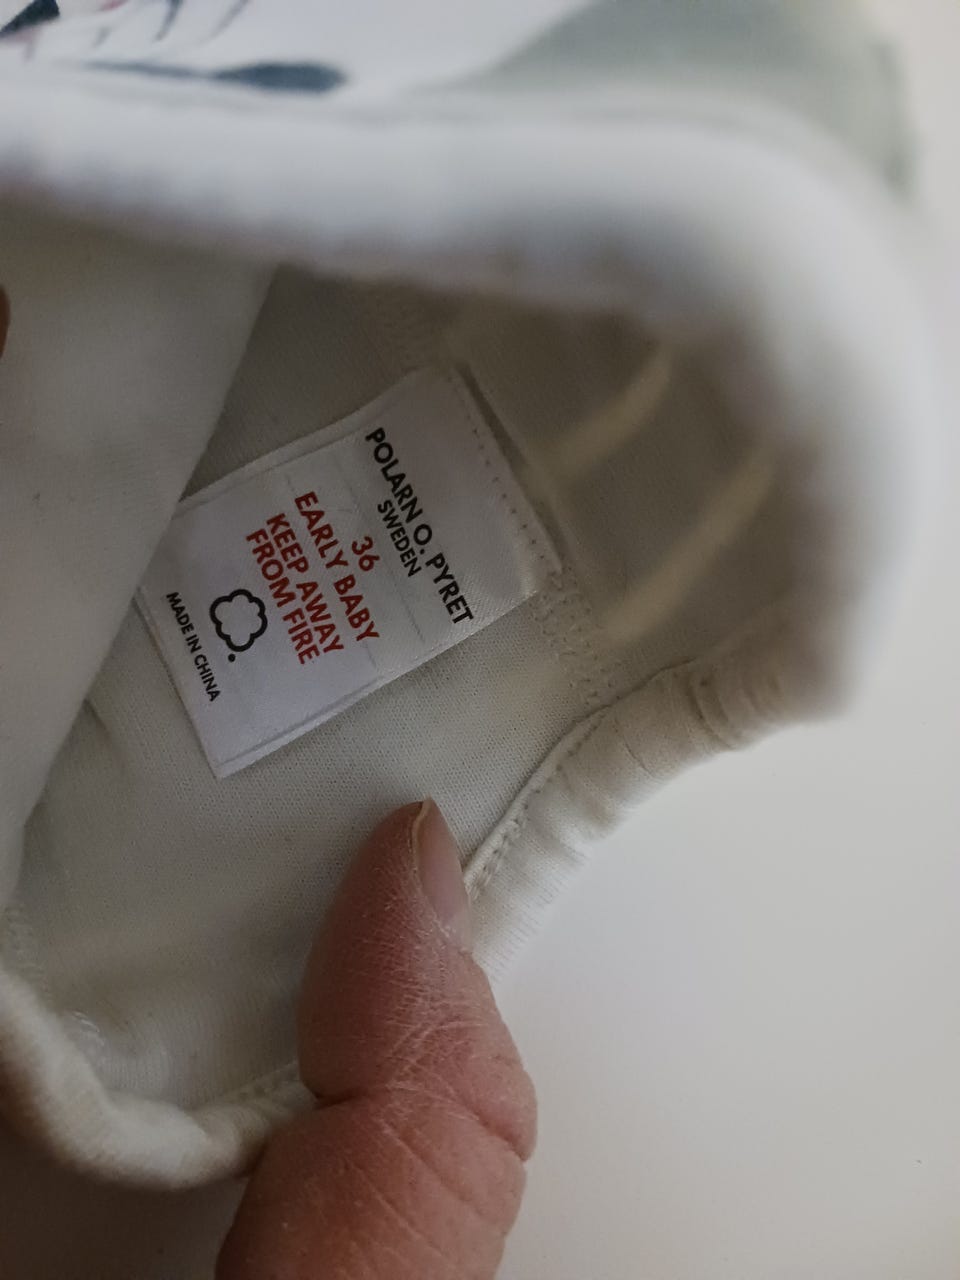 POLARN O. PYRET
SWEDEN
36
EARLY BABY
KEEP AWAY
FROM FIRE
MADE IN CHINA